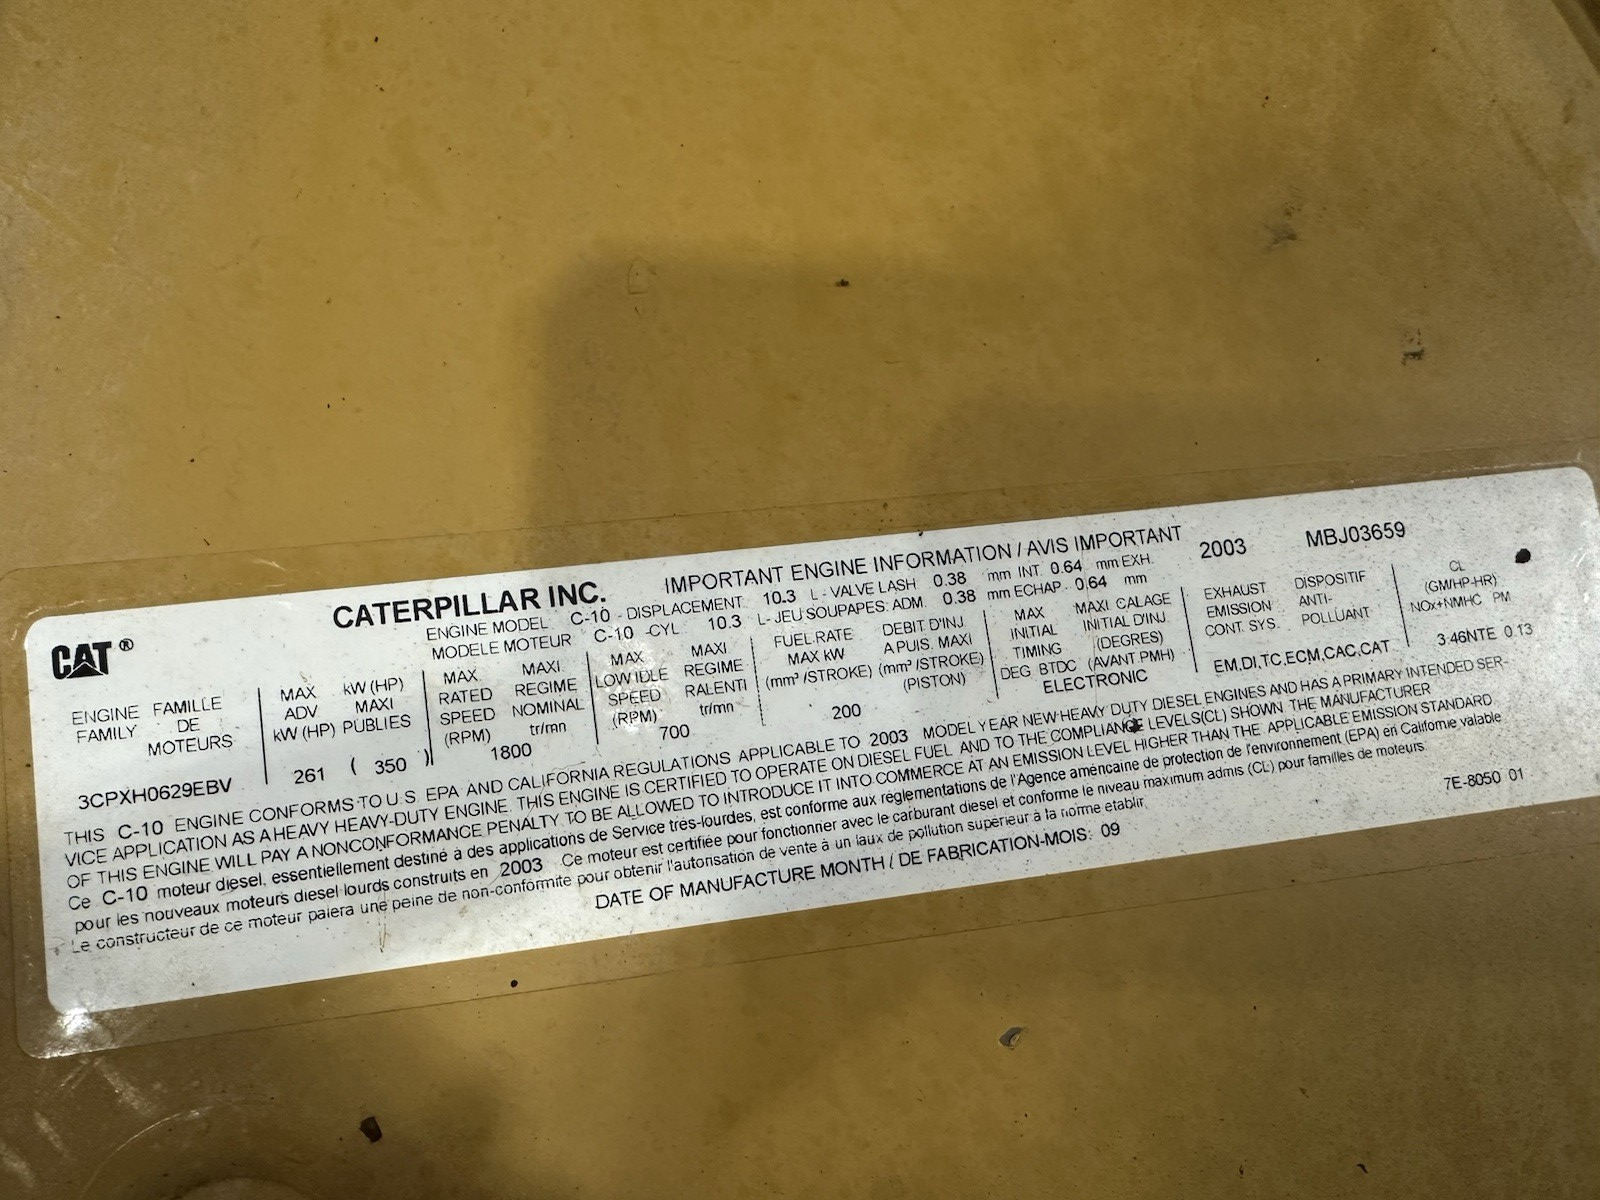 CAT ®
CATERPILLAR INC.
IMPORTANT ENGINE INFORMATION / AVIS IMPORTANT
2003 MBJ03659
ENGINE MODEL C-10 - DISPLACEMENT 10.3 L - VALVE LASH 0.38 mm INT. 0.64 mm EXH.
MODELE MOTEUR C-10 -CYL. 10.3 L- JEU SOUPAPES: ADM. 0.38 mm ECHAP. 0.64 mm
ENGINE FAMILLE
FAMILY DE
MOTEURS
3CPXH0629EBV
MAX kW (HP)
ADV MAXI
kW (HP) PUBLIES
261 ( 350 )
MAX MAXI
RATED REGIME
SPEED NOMINAL
(RPM) tr/mn
1800
MAX MAXI
LOW IDLE REGIME
SPEED RALENTI
(RPM) tr/mn
700
FUEL RATE DEBIT D'INJ
MAX KW A PUIS. MAXI
(mm³ /STROKE) (mm³ /STROKE)
(PISTON)
200
MAX MAXI CALAGE
INITIAL INITIAL D'INJ
TIMING (DEGRES)
DEG BTDC (AVANT PMH)
ELECTRONIC
EXHAUST DISPOSITIF
EMISSION ANTI-
CONT. SYS. POLLUANT
EM,DI,TC,ECM,CAC,CAT
CL
(GM/HP-HR)
NOx+NMHC PM
3.46NTE 0.13
THIS C-10 ENGINE CONFORMS TO U.S. EPA AND CALIFORNIA REGULATIONS APPLICABLE TO 2003 MODEL YEAR NEW HEAVY DUTY DIESEL ENGINES AND HAS A PRIMARY INTENDED SER-
VICE APPLICATION AS A HEAVY HEAVY-DUTY ENGINE. THIS ENGINE IS CERTIFIED TO OPERATE ON DIESEL FUEL AND TO THE COMPLIANCE LEVELS(CL) SHOWN. THE MANUFACTURER
OF THIS ENGINE WILL PAY A NONCONFORMANCE PENALTY TO BE ALLOWED TO INTRODUCE IT INTO COMMERCE AT AN EMISSION LEVEL HIGHER THAN THE APPLICABLE EMISSION STANDARD
Ce C-10 moteur diesel, essentiellement destiné à des applications de Service très-lourdes, est conforme aux réglementations de l'Agence américaine de protection de l'environnement (EPA) en Californie valable
pour les nouveaux moteurs diesel lourds construits en 2003 Ce moteur est certifiée pour fonctionner avec le carburant diesel et conforme le niveau maximum admis (CL) pour familles de moteurs.
Le constructeur de ce moteur paiera une peine de non-conformité pour obtenir l'autorisation de vente à un taux de pollution supérieur à la norme etablir
7E-8050 01
DATE OF MANUFACTURE MONTH / DE FABRICATION-MOIS: 09